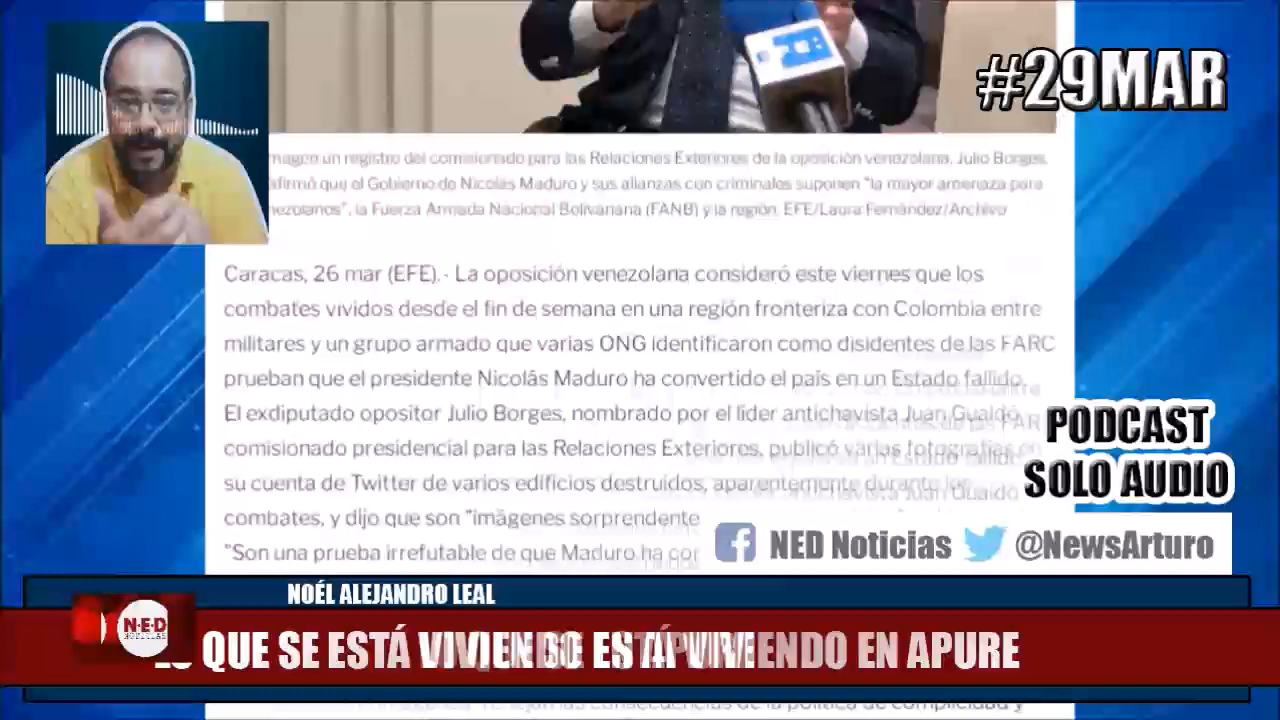 #29MAR
un registro del comisionado para las Relaciones Exteriores de la oposición venezolana, Julio Borges,
afirmó que el Gobierno de Nicolás Maduro y sus alianzas con criminales suponen "la mayor amenaza para
la Fuerza Armada Nacional Bolivariana (FANB) y la región. EFE/Laura Fernández/Archivo
Caracas, 26 mar (EFE).- La oposición venezolana consideró este viernes que los
combates vividos desde el fin de semana en una región fronteriza con Colombia entre
militares y un grupo armado que varias ONG identificaron como disidentes de las FARC
prueban que el presidente Nicolás Maduro ha convertido el país en un Estado fallido.
El exdiputado opositor Julio Borges, nombrado por el líder antichavista Juan Guaidó
comisionado presidencial para las Relaciones Exteriores, publicó varias fotografías en
su cuenta de Twitter de varios edificios destruidos, aparentemente durante los
combates, y dijo que son "imágenes sorprendente
"Son una prueba irrefutable de que Maduro ha con
PODCAST
SOLO AUDIO
NED Noticias @NewsArturo
NOÉL ALEJANDRO LEAL
N·E·D
NOTICIAS
QUE SE ESTÁ VIVIENDO EN APURE
consecuencias de la política de complicidad y